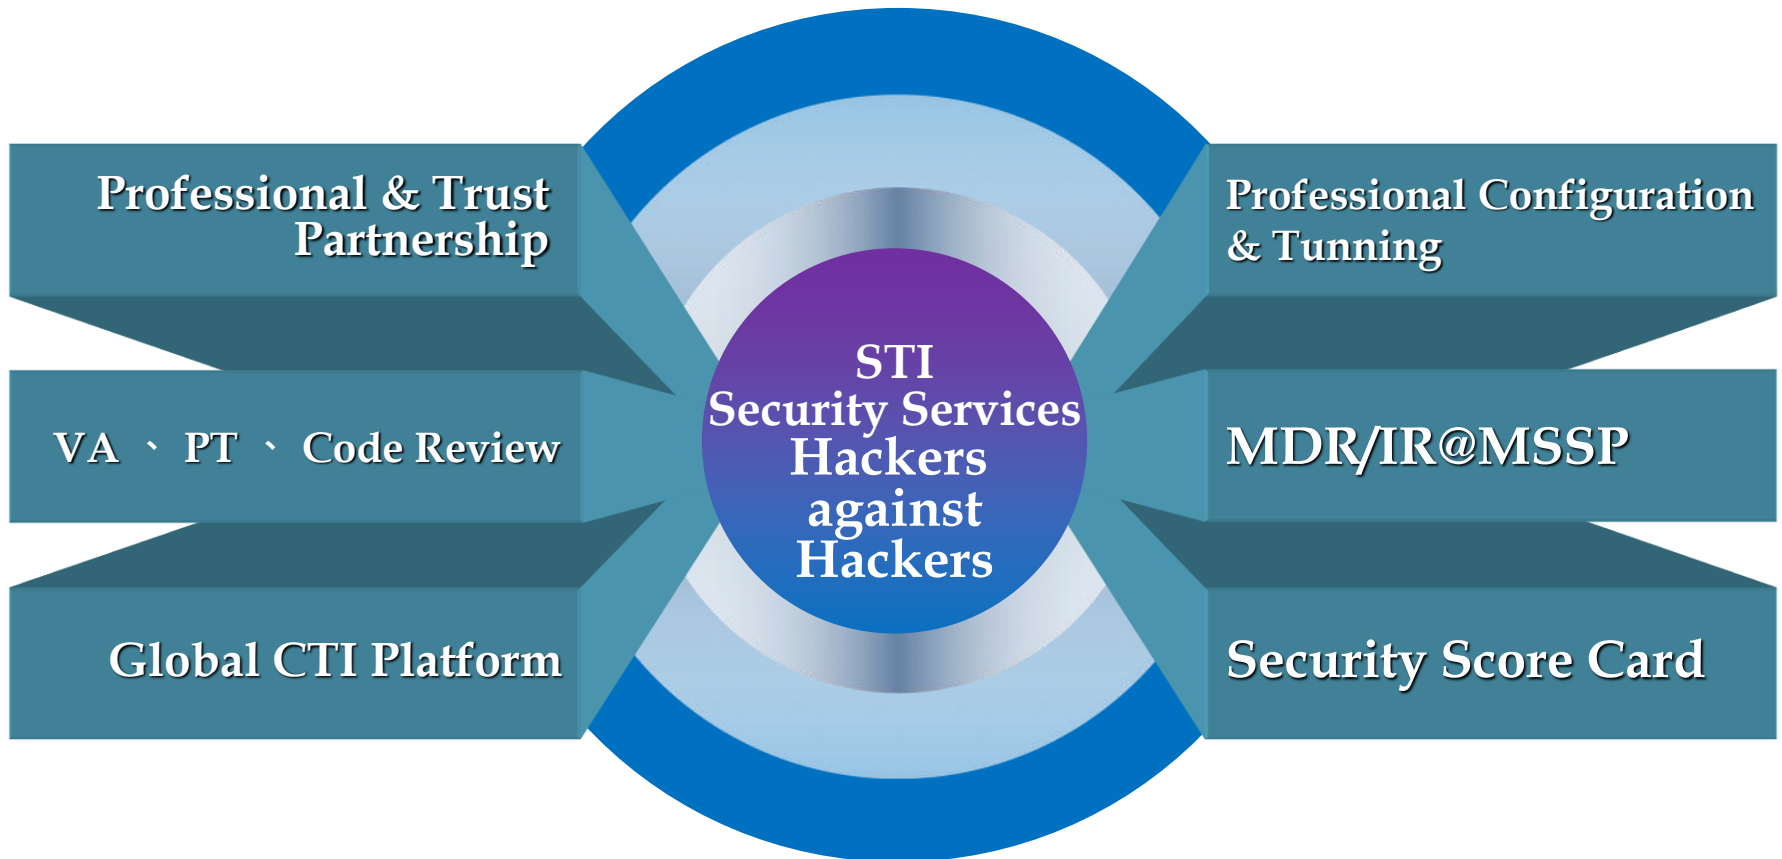 Professional & Trust
Partnership
VA 、 PT 、 Code Review
Global CTI Platform
STI
Security Services
Hackers
against
Hackers
Professional Configuration
& Tunning
MDR/IR@MSSP
Security Score Card